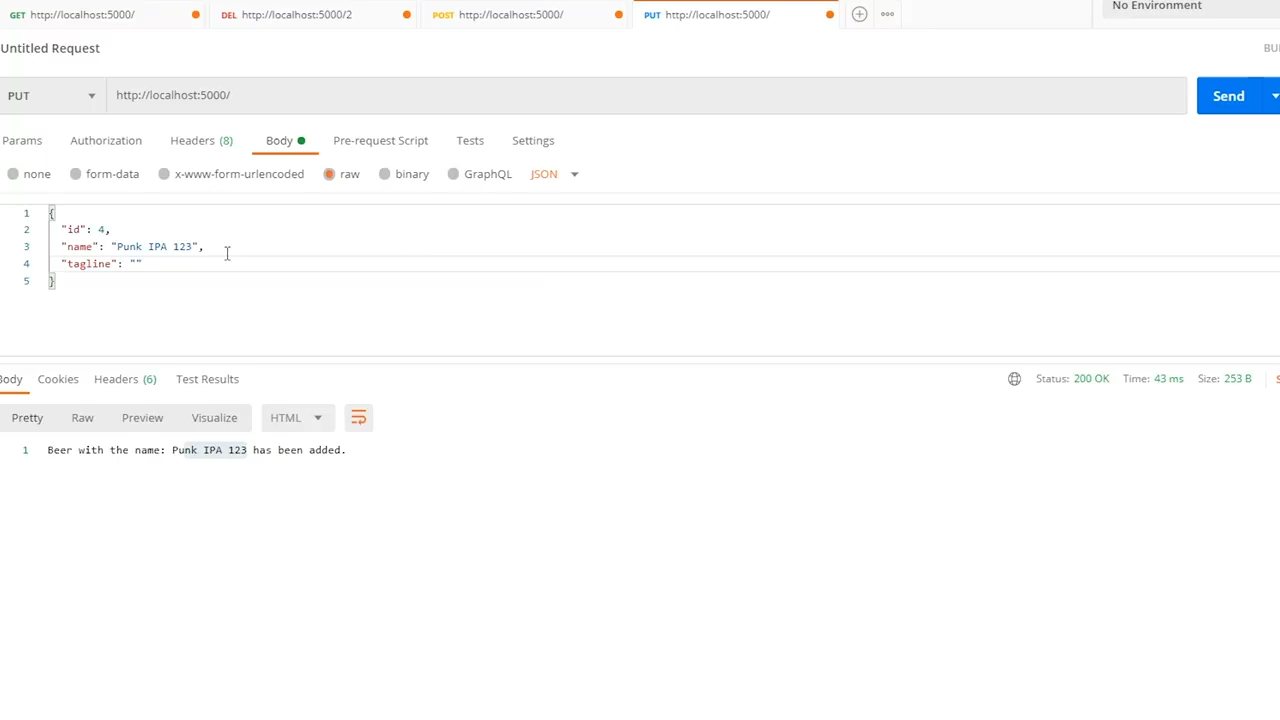 GET http://localhost:5000/ DEL http://localhost:5000/2 POST http://localhost:5000/ PUT http://localhost:5000/ No Environment
Untitled Request BU
PUT http://localhost:5000/ Send
Params Authorization Headers (8) Body Pre-request Script Tests Settings
none form-data x-www-form-urlencoded raw binary GraphQL JSON
1 {
2 "id": 4,
3 "name": "Punk IPA 123",
4 "tagline": ""
5 }
Body Cookies Headers (6) Test Results Status: 200 OK Time: 43 ms Size: 253 B S
Pretty Raw Preview Visualize HTML
1 Beer with the name: Punk IPA 123 has been added.